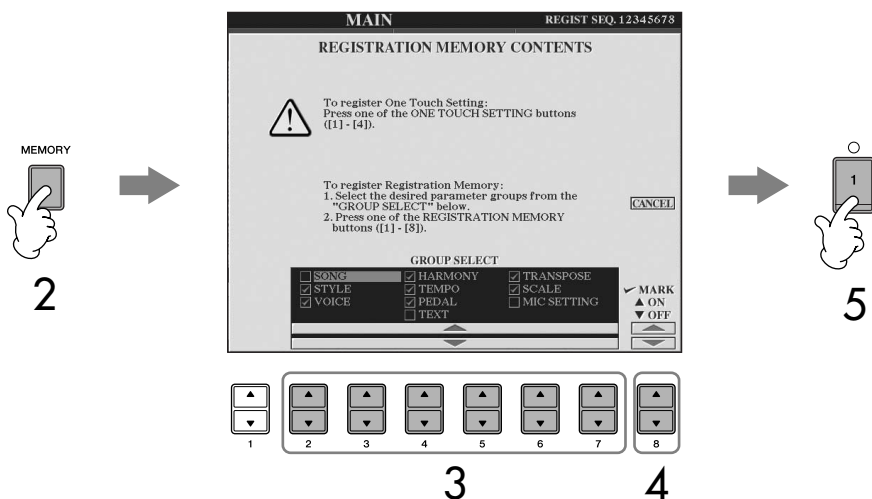 MAIN REGIST SEQ. 12345678
REGISTRATION MEMORY CONTENTS
To register One Touch Setting:
Press one of the ONE TOUCH SETTING buttons
([1] - [4]).
MEMORY
1
To register Registration Memory:
1. Select the desired parameter groups from the
"GROUP SELECT" below.
2. Press one of the REGISTRATION MEMORY
buttons ([1] - [8]).
CANCEL
GROUP SELECT
SONG HARMONY TRANSPOSE
STYLE TEMPO SCALE
VOICE PEDAL MIC SETTING
TEXT
MARK
▲ ON
▼ OFF
2
5
1 2 3 4 5 6 7 8
3 4